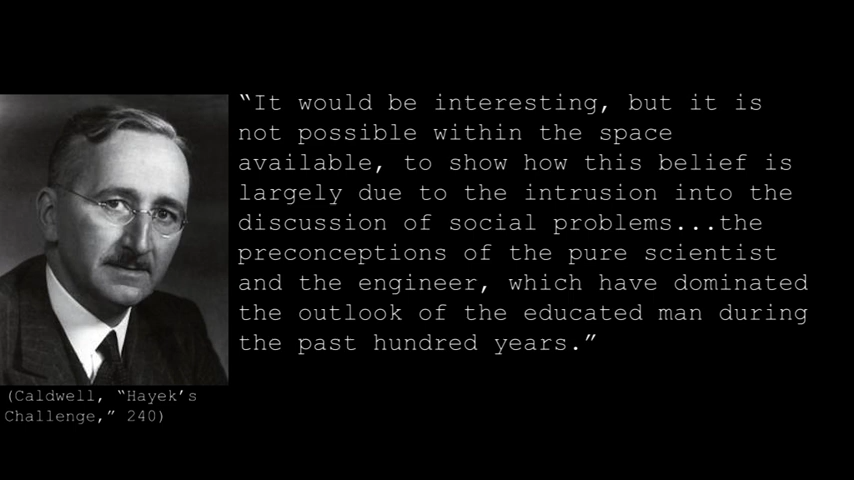 “It would be interesting, but it is
not possible within the space
available, to show how this belief is
largely due to the intrusion into the
discussion of social problems...the
preconceptions of the pure scientist
and the engineer, which have dominated
the outlook of the educated man during
the past hundred years.”
(Caldwell, “Hayek’s
Challenge,” 240)